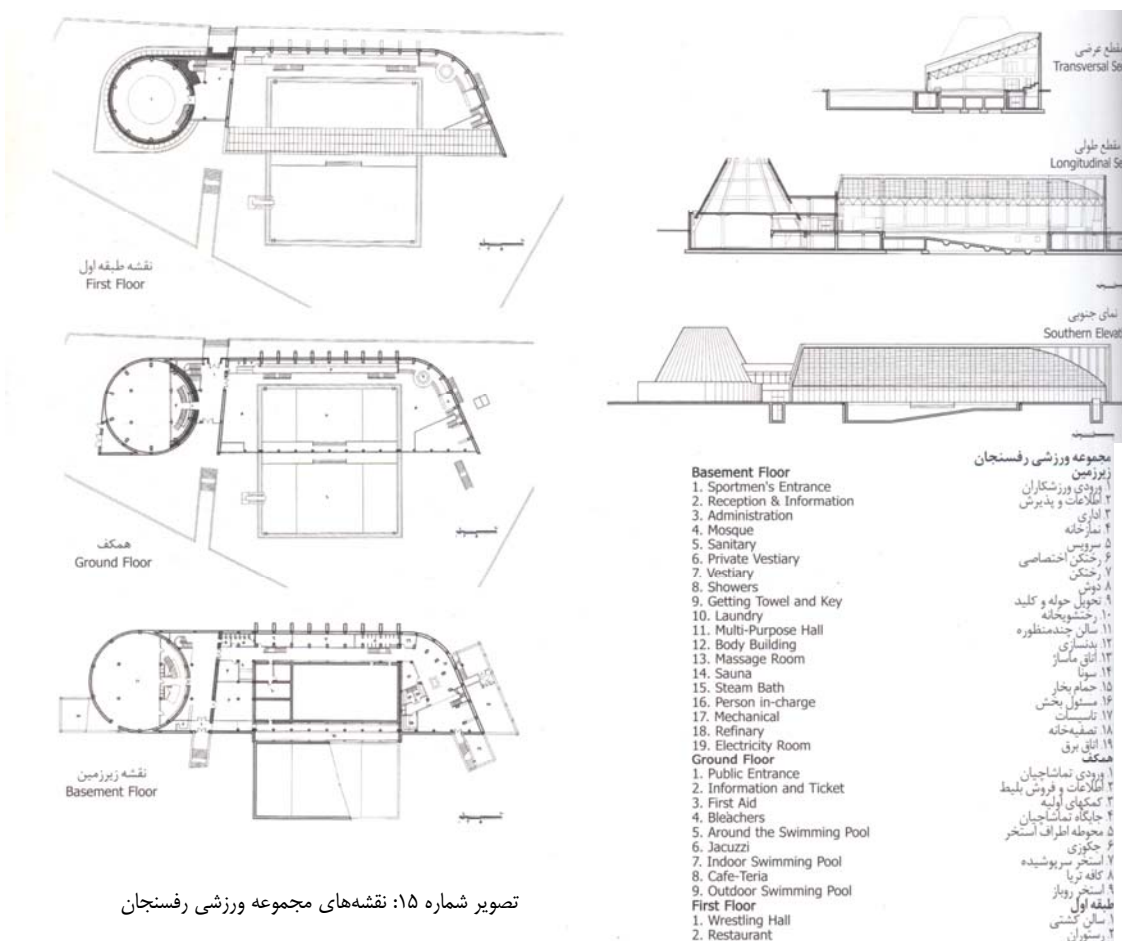 نقشه طبقه اول
First Floor
همکف
Ground Floor
نقشه زیرزمین
Basement Floor
تصویر شماره ۱۵: نقشه‌های مجموعه ورزشی رفسنجان
مقطع عرضی
Transversal Se
مقطع طولی
Longitudinal Se
نمای جنوبی
Southern Elevat
مجموعه ورزشی رفسنجان
Basement Floor زیرزمین
1. Sportmen's Entrance ۱. ورودی ورزشکاران
2. Reception & Information ۲. اطلاعات و پذیرش
3. Administration ۳. اداری
4. Mosque ۴. نمازخانه
5. Sanitary ۵. سرویس
6. Private Vestiary ۶. رختکن اختصاصی
7. Vestiary ۷. رختکن
8. Showers ۸. دوش
9. Getting Towel and Key ۹. تحویل حوله و کلید
10. Laundry ۱۰. رختشویخانه
11. Multi-Purpose Hall ۱۱. سالن چندمنظوره
12. Body Building ۱۲. بدنسازی
13. Massage Room ۱۳. اتاق ماساژ
14. Sauna ۱۴. سونا
15. Steam Bath ۱۵. حمام بخار
16. Person in-charge ۱۶. مسئول بخش
17. Mechanical ۱۷. تاسیسات
18. Refinary ۱۸. تصفیه‌خانه
19. Electricity Room ۱۹. اتاق برق
Ground Floor همکف
1. Public Entrance ۱. ورودی تماشاچیان
2. Information and Ticket ۲. اطلاعات و فروش بلیط
3. First Aid ۳. کمکهای اولیه
4. Bleachers ۴. جایگاه تماشاچیان
5. Around the Swimming Pool ۵. محوطه اطراف استخر
6. Jacuzzi ۶. جکوزی
7. Indoor Swimming Pool ۷. استخر سرپوشیده
8. Cafe-Teria ۸. کافه تریا
9. Outdoor Swimming Pool ۹. استخر روباز
First Floor طبقه اول
1. Wrestling Hall ۱. سالن کشتی
2. Restaurant ۲. رستوران